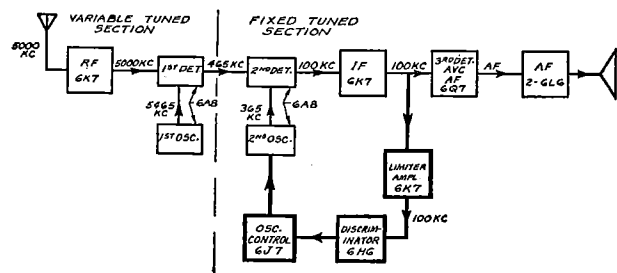 VARIABLE TUNED
SECTION
FIXED TUNED
SECTION
5000
KC
RF
6K7
5000KC
1ST DET.
465 KC
2ND DET.
100KC
IF
6K7
100KC
3RD DET.
AVC
AF
6Q7
AF
AF
2-6L6
5465
KC
6A8
1ST OSC.
365
KC
6A8
2ND OSC.
LIMITER
AMPL.
6K7
100KC
DISCRIM-
INATOR
6H6
OSC.
CONTROL
6J7